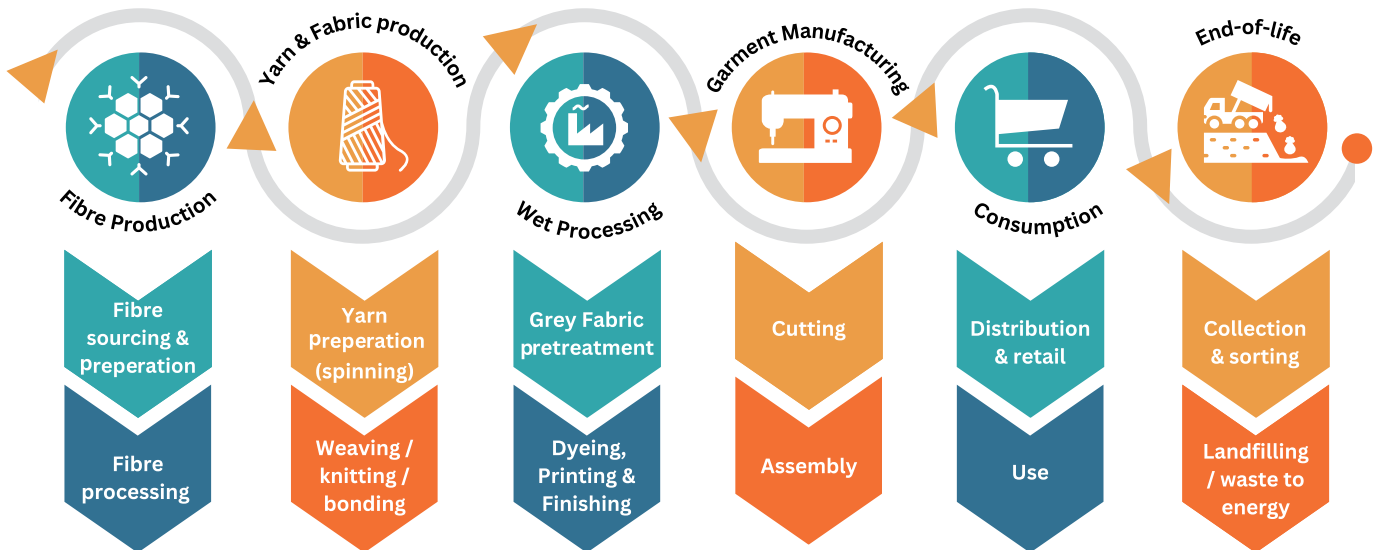 Fibre Production
Yarn & Fabric production
Wet Processing
Garment Manufacturing
Consumption
End-of-life
Fibre
sourcing &
preperation
Fibre
processing
Yarn
preperation
(spinning)
Weaving /
knitting /
bonding
Grey Fabric
pretreatment
Dyeing,
Printing &
Finishing
Cutting
Assembly
Distribution
& retail
Use
Collection
& sorting
Landfilling
/ waste to
energy